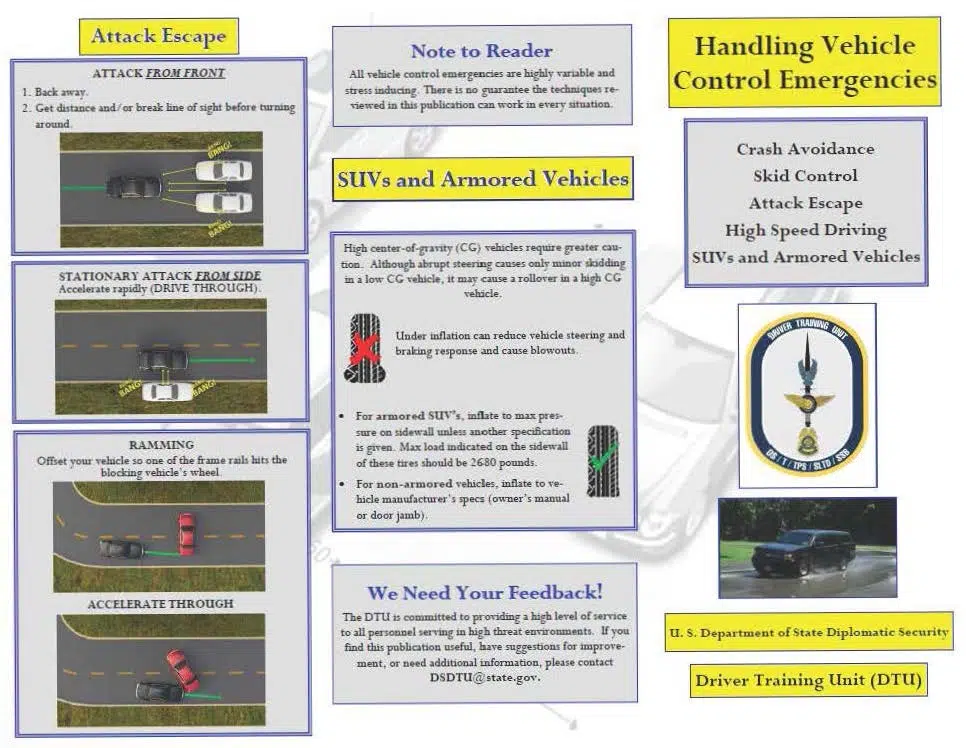 Attack Escape
ATTACK FROM FRONT
1. Back away.
2. Get distance and/or break line of sight before turning
around.
BANG!
BANG!
STATIONARY ATTACK FROM SIDE
Accelerate rapidly (DRIVE THROUGH).
BANG!
BANG!
RAMMING
Offset your vehicle so one of the frame rails hits the
blocking vehicle's wheel.
ACCELERATE THROUGH
Note to Reader
All vehicle control emergencies are highly variable and
stress inducing. There is no guarantee the techniques re-
viewed in this publication can work in every situation.
SUVs and Armored Vehicles
High center-of-gravity (CG) vehicles require greater cau-
tion. Although abrupt steering causes only minor skidding
in a low CG vehicle, it may cause a rollover in a high CG
vehicle.
Under inflation can reduce vehicle steering and
braking response and cause blowouts.
• For armored SUV's, inflate to max pres-
sure on sidewall unless another specification
is given. Max load indicated on the sidewall
of these tires should be 2680 pounds.
• For non-armored vehicles, inflate to ve-
hicle manufacturer's specs (owner's manual
or door jamb).
We Need Your Feedback!
The DTU is committed to providing a high level of service
to all personnel serving in high threat environments. If you
find this publication useful, have suggestions for improve-
ment, or need additional information, please contact
DSDTU@state.gov.
Handling Vehicle
Control Emergencies
Crash Avoidance
Skid Control
Attack Escape
High Speed Driving
SUVs and Armored Vehicles
DRIVER TRAINING UNIT
DS / T / TPS / SLTD / SSB
U. S. Department of State Diplomatic Security
Driver Training Unit (DTU)